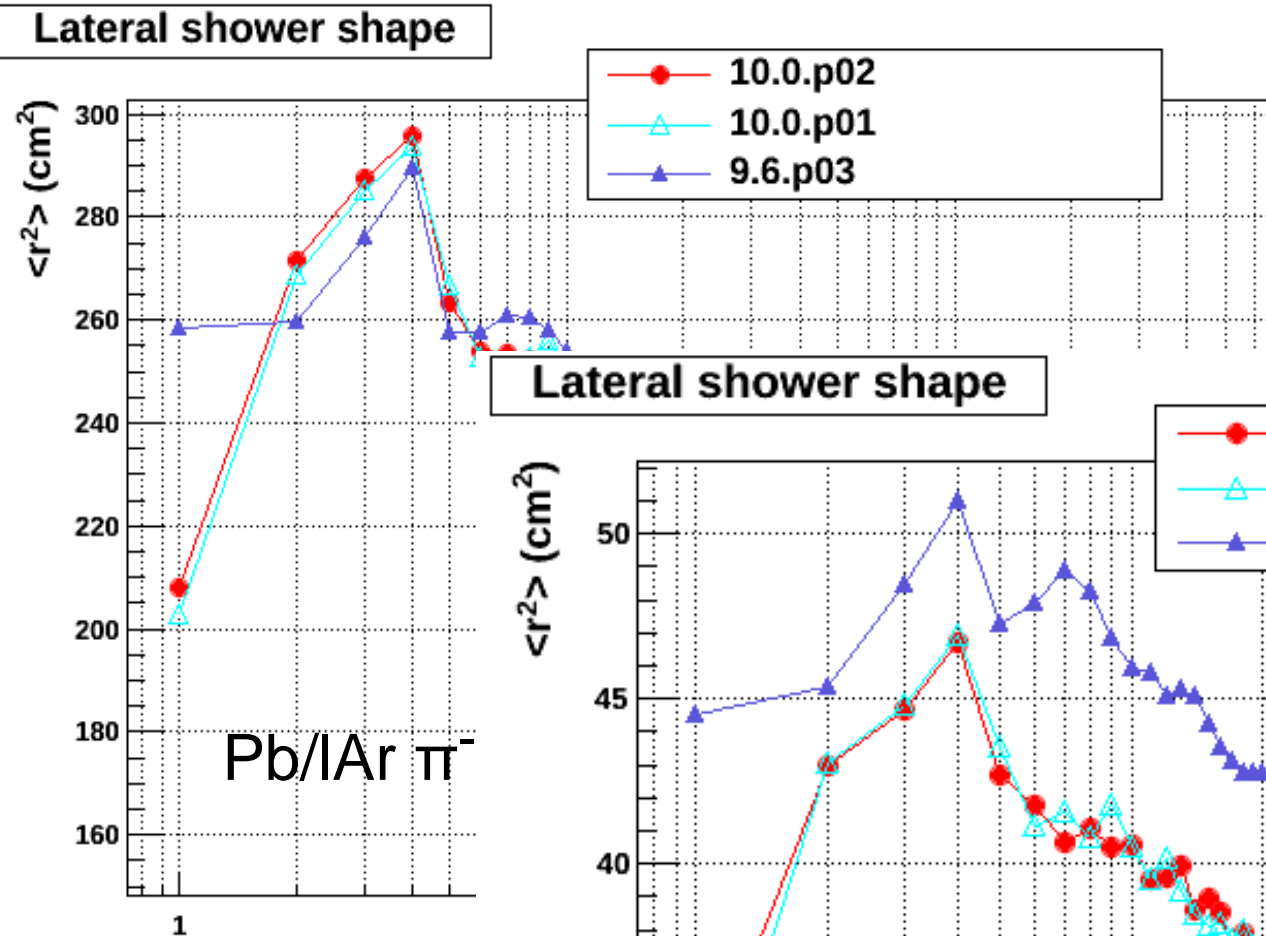 Lateral shower shape
10.0.p02
10.0.p01
9.6.p03
<r²> (cm²)
300
280
260
240
220
200
180
160
1
Pb/lAr π⁻
Lateral shower shape
<r²> (cm²)
50
45
40